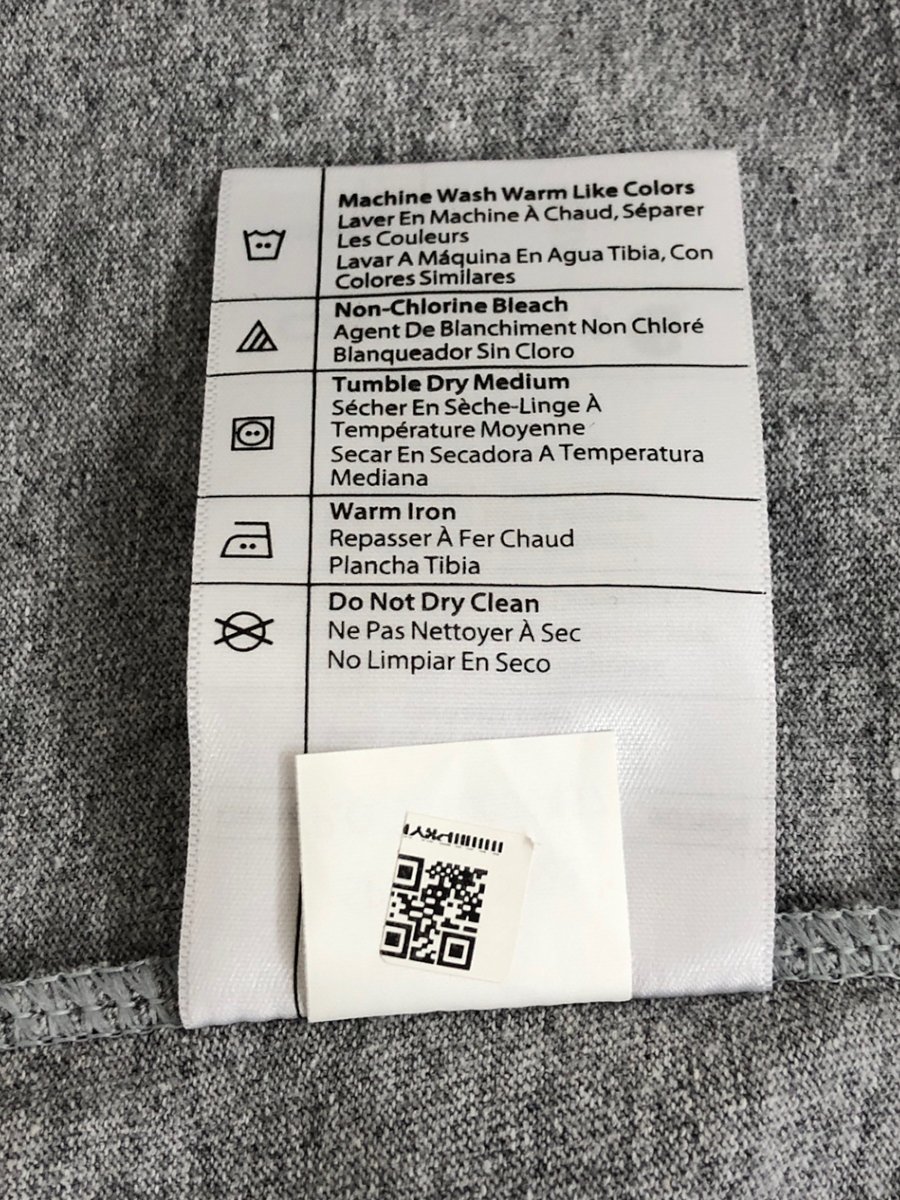 Machine Wash Warm Like Colors
Laver En Machine À Chaud, Séparer
Les Couleurs
Lavar A Máquina En Agua Tibia, Con
Colores Similares
Non-Chlorine Bleach
Agent De Blanchiment Non Chloré
Blanqueador Sin Cloro
Tumble Dry Medium
Sécher En Sèche-Linge À
Température Moyenne
Secar En Secadora A Temperatura
Mediana
Warm Iron
Repasser À Fer Chaud
Plancha Tibia
Do Not Dry Clean
Ne Pas Nettoyer À Sec
No Limpiar En Seco